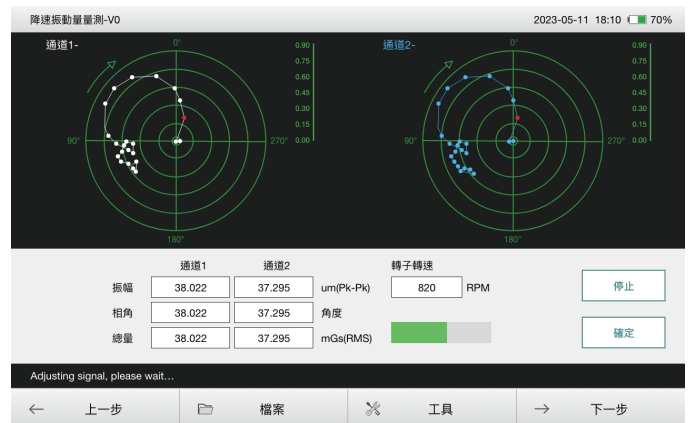 降速振動量量測-V0 2023-05-11 18:10 70%
通道1- 0° 0.90 通道2- 0° 0.90
0.75 0.75
0.60 0.60
0.45 0.45
0.30 0.30
0.15 0.15
90° 270° 0.00 90° 270° 0.00
180° 180°
通道1 通道2 轉子轉速
振幅 38.022 37.295 um(Pk-Pk) 820 RPM 停止
相角 38.022 37.295 角度
總量 38.022 37.295 mGs(RMS) 確定
Adjusting signal, please wait...
上一步 檔案 工具 下一步